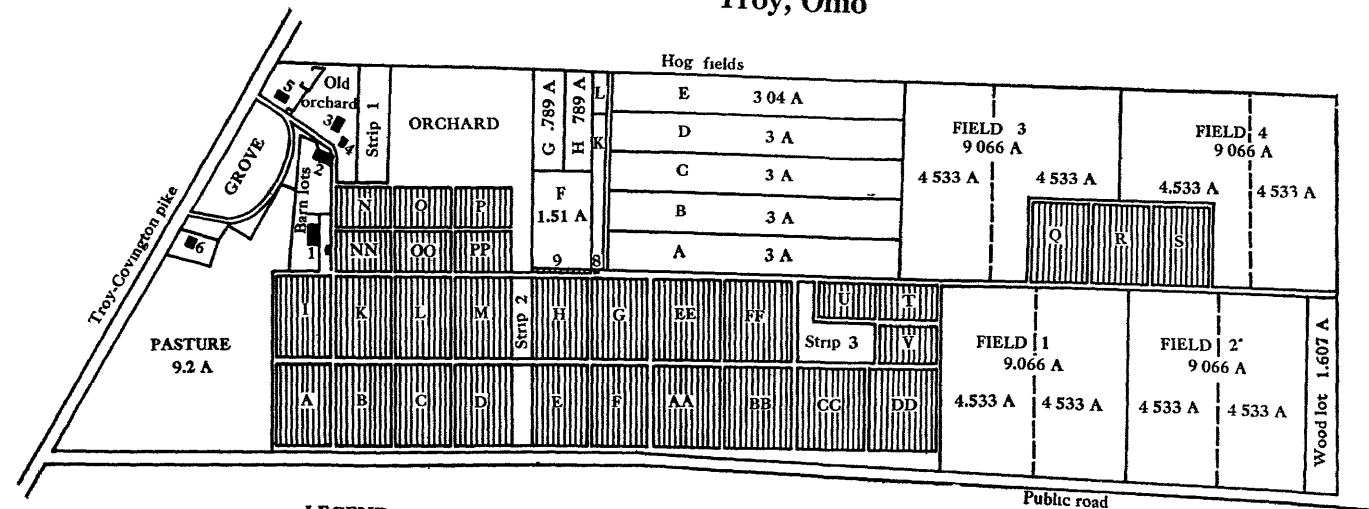 Troy, Ohio
Hog fields
Old
orchard
5
7
3
4
2
Strip 1
ORCHARD
G .789 A
H 789 A
L
K
E 3 04 A
D 3 A
C 3 A
B 3 A
A 3 A
FIELD 3
9 066 A
4 533 A
4 533 A
FIELD 4
9 066 A
4.533 A
4 533 A
GROVE
Barn lots
1
6
N
O
P
NN
OO
PP
F
1.51 A
9
8
Q
R
S
Troy-Covington pike
PASTURE
9.2 A
I
K
L
M
Strip 2
H
G
EE
FF
U
T
Strip 3
V
FIELD 1
9.066 A
4.533 A
4 533 A
FIELD 2
9 066 A
4 533 A
4 533 A
Wood lot 1.607 A
A
B
C
D
E
F
AA
BB
CC
DD
Public road
LEGEND